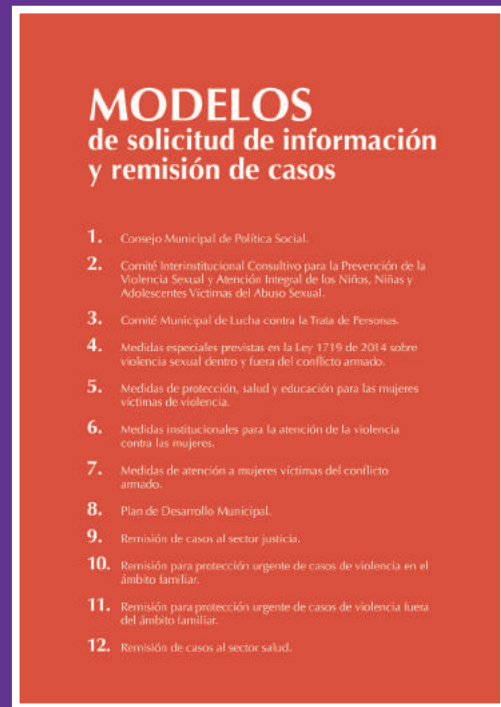 MODELOS
de solicitud de información
y remisión de casos
1. Consejo Municipal de Política Social.
2. Comité Interinstitucional Consultivo para la Prevención de la
Violencia Sexual y Atención Integral de los Niños, Niñas y
Adolescentes Víctimas del Abuso Sexual.
3. Comité Municipal de Lucha contra la Trata de Personas.
4. Medidas especiales previstas en la Ley 1719 de 2014 sobre
violencia sexual dentro y fuera del conflicto armado.
5. Medidas de protección, salud y educación para las mujeres
víctimas de violencia.
6. Medidas institucionales para la atención de la violencia
contra las mujeres.
7. Medidas de atención a mujeres víctimas del conflicto
armado.
8. Plan de Desarrollo Municipal.
9. Remisión de casos al sector justicia.
10. Remisión para protección urgente de casos de violencia en el
ámbito familiar.
11. Remisión para protección urgente de casos de violencia fuera
del ámbito familiar.
12. Remisión de casos al sector salud.